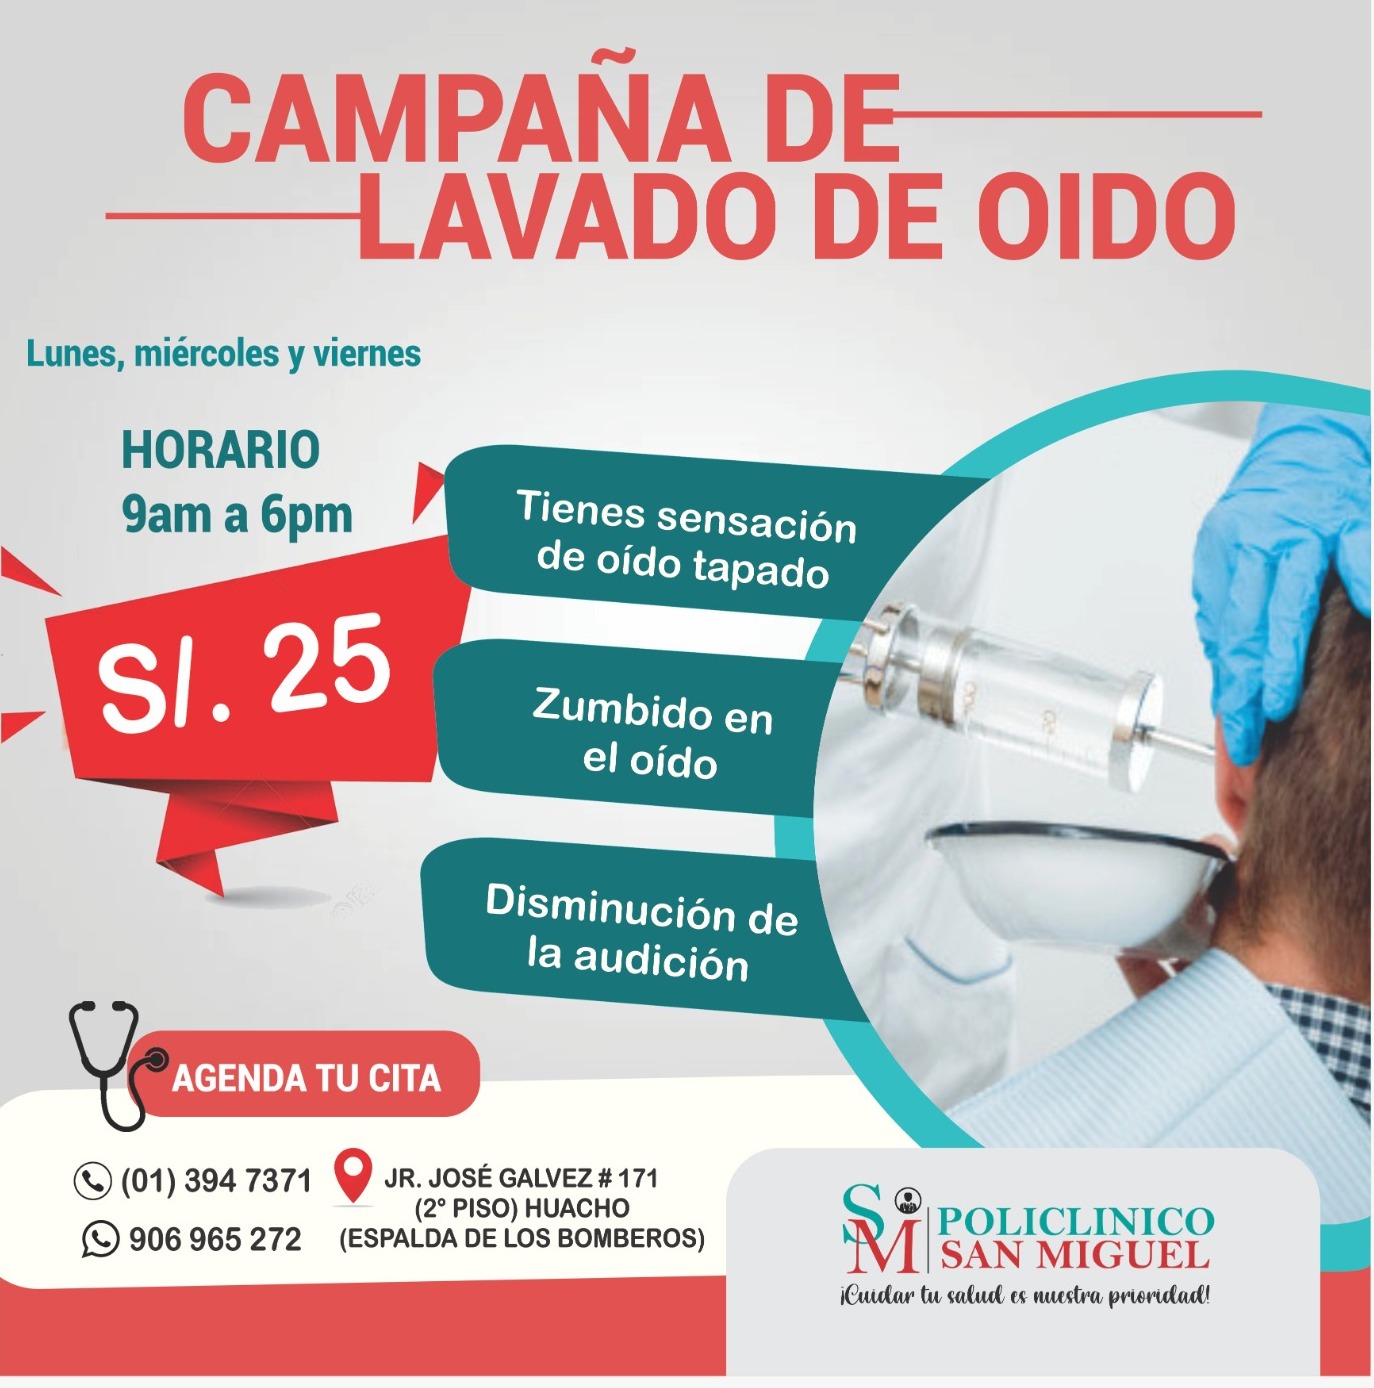 CAMPAÑA DE
LAVADO DE OIDO
Lunes, miércoles y viernes
HORARIO
9am a 6pm
S/. 25
Tienes sensación
de oído tapado
Zumbido en
el oído
Disminución de
la audición
AGENDA TU CITA
(01) 394 7371
906 965 272
JR. JOSÉ GALVEZ # 171
(2° PISO) HUACHO
(ESPALDA DE LOS BOMBEROS)
SM
POLICLINICO
SAN MIGUEL
¡Cuidar tu salud es nuestra prioridad!